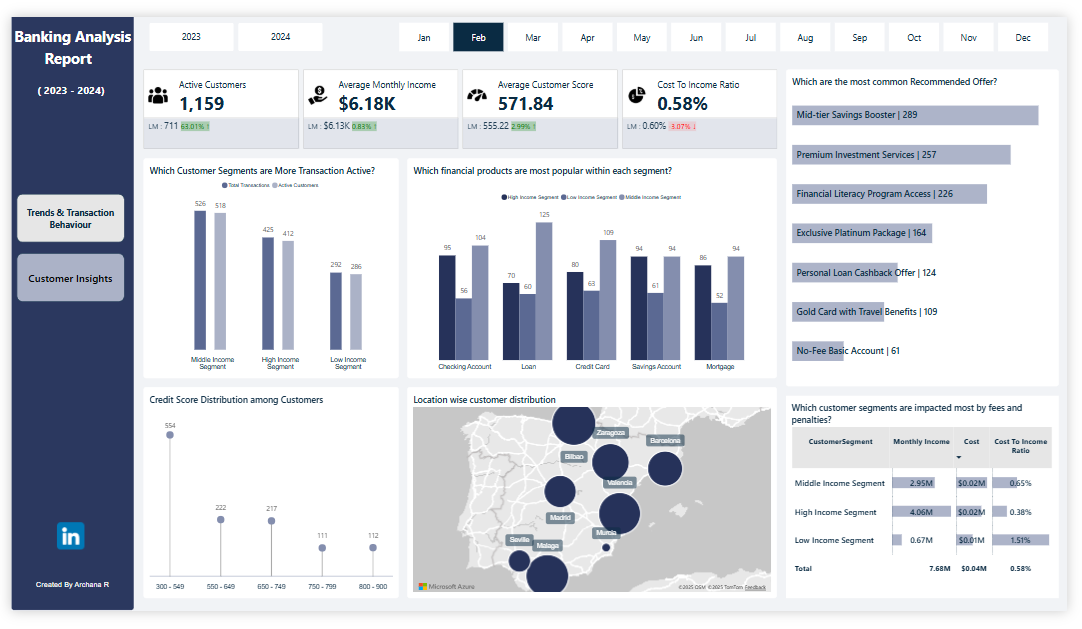 Banking Analysis
Report
( 2023 - 2024)
Trends & Transaction
Behaviour
Customer Insights
in
Created By Archana R
2023
2024
Jan
Feb
Mar
Apr
May
Jun
Jul
Aug
Sep
Oct
Nov
Dec
Active Customers
1,159
LM : 711 63.01% ↑
Average Monthly Income
$6.18K
LM : $6.13K 0.83% ↑
Average Customer Score
571.84
LM : 555.22 2.99% ↑
Cost To Income Ratio
0.58%
LM : 0.60% -3.07% ↓
Which Customer Segments are More Transaction Active?
Total Transactions Active Customers
526
518
425
412
292
286
Middle Income
Segment
High Income
Segment
Low Income
Segment
Which financial products are most popular within each segment?
High Income Segment Low Income Segment Middle Income Segment
95
56
104
70
60
125
80
63
109
94
61
94
86
52
94
Checking Account
Loan
Credit Card
Savings Account
Mortgage
Which are the most common Recommended Offer?
Mid-tier Savings Booster | 289
Premium Investment Services | 257
Financial Literacy Program Access | 226
Exclusive Platinum Package | 164
Personal Loan Cashback Offer | 124
Gold Card with Travel Benefits | 109
No-Fee Basic Account | 61
Credit Score Distribution among Customers
554
222
217
111
112
300 - 549
550 - 649
650 - 749
750 - 799
800 - 900
Location wise customer distribution
Zaragoza
Barcelona
Bilbao
Valencia
Madrid
Murcia
Seville
Malaga
Microsoft Azure
©2025 OSM ©2025 TomTom Feedback
Which customer segments are impacted most by fees and
penalties?
CustomerSegment Monthly Income Cost Cost To Income
Ratio
Middle Income Segment 2.95M $0.02M 0.65%
High Income Segment 4.06M $0.02M 0.38%
Low Income Segment 0.67M $0.01M 1.51%
Total 7.68M $0.04M 0.58%